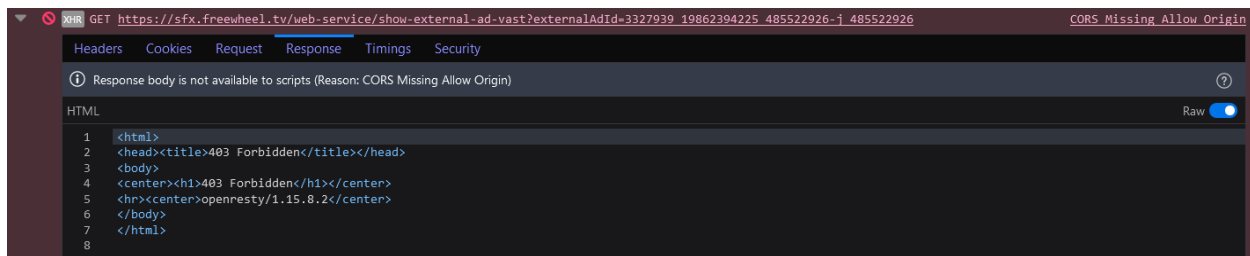 XHR GET https://sfx.freewheel.tv/web-service/show-external-ad-vast?externalAdId=3327939_19862394225_485522926-j_485522926 CORS Missing Allow Origin
Headers Cookies Request Response Timings Security
Response body is not available to scripts (Reason: CORS Missing Allow Origin)
HTML Raw
1 <html>
2 <head><title>403 Forbidden</title></head>
3 <body>
4 <center><h1>403 Forbidden</h1></center>
5 <hr><center>openresty/1.15.8.2</center>
6 </body>
7 </html>
8